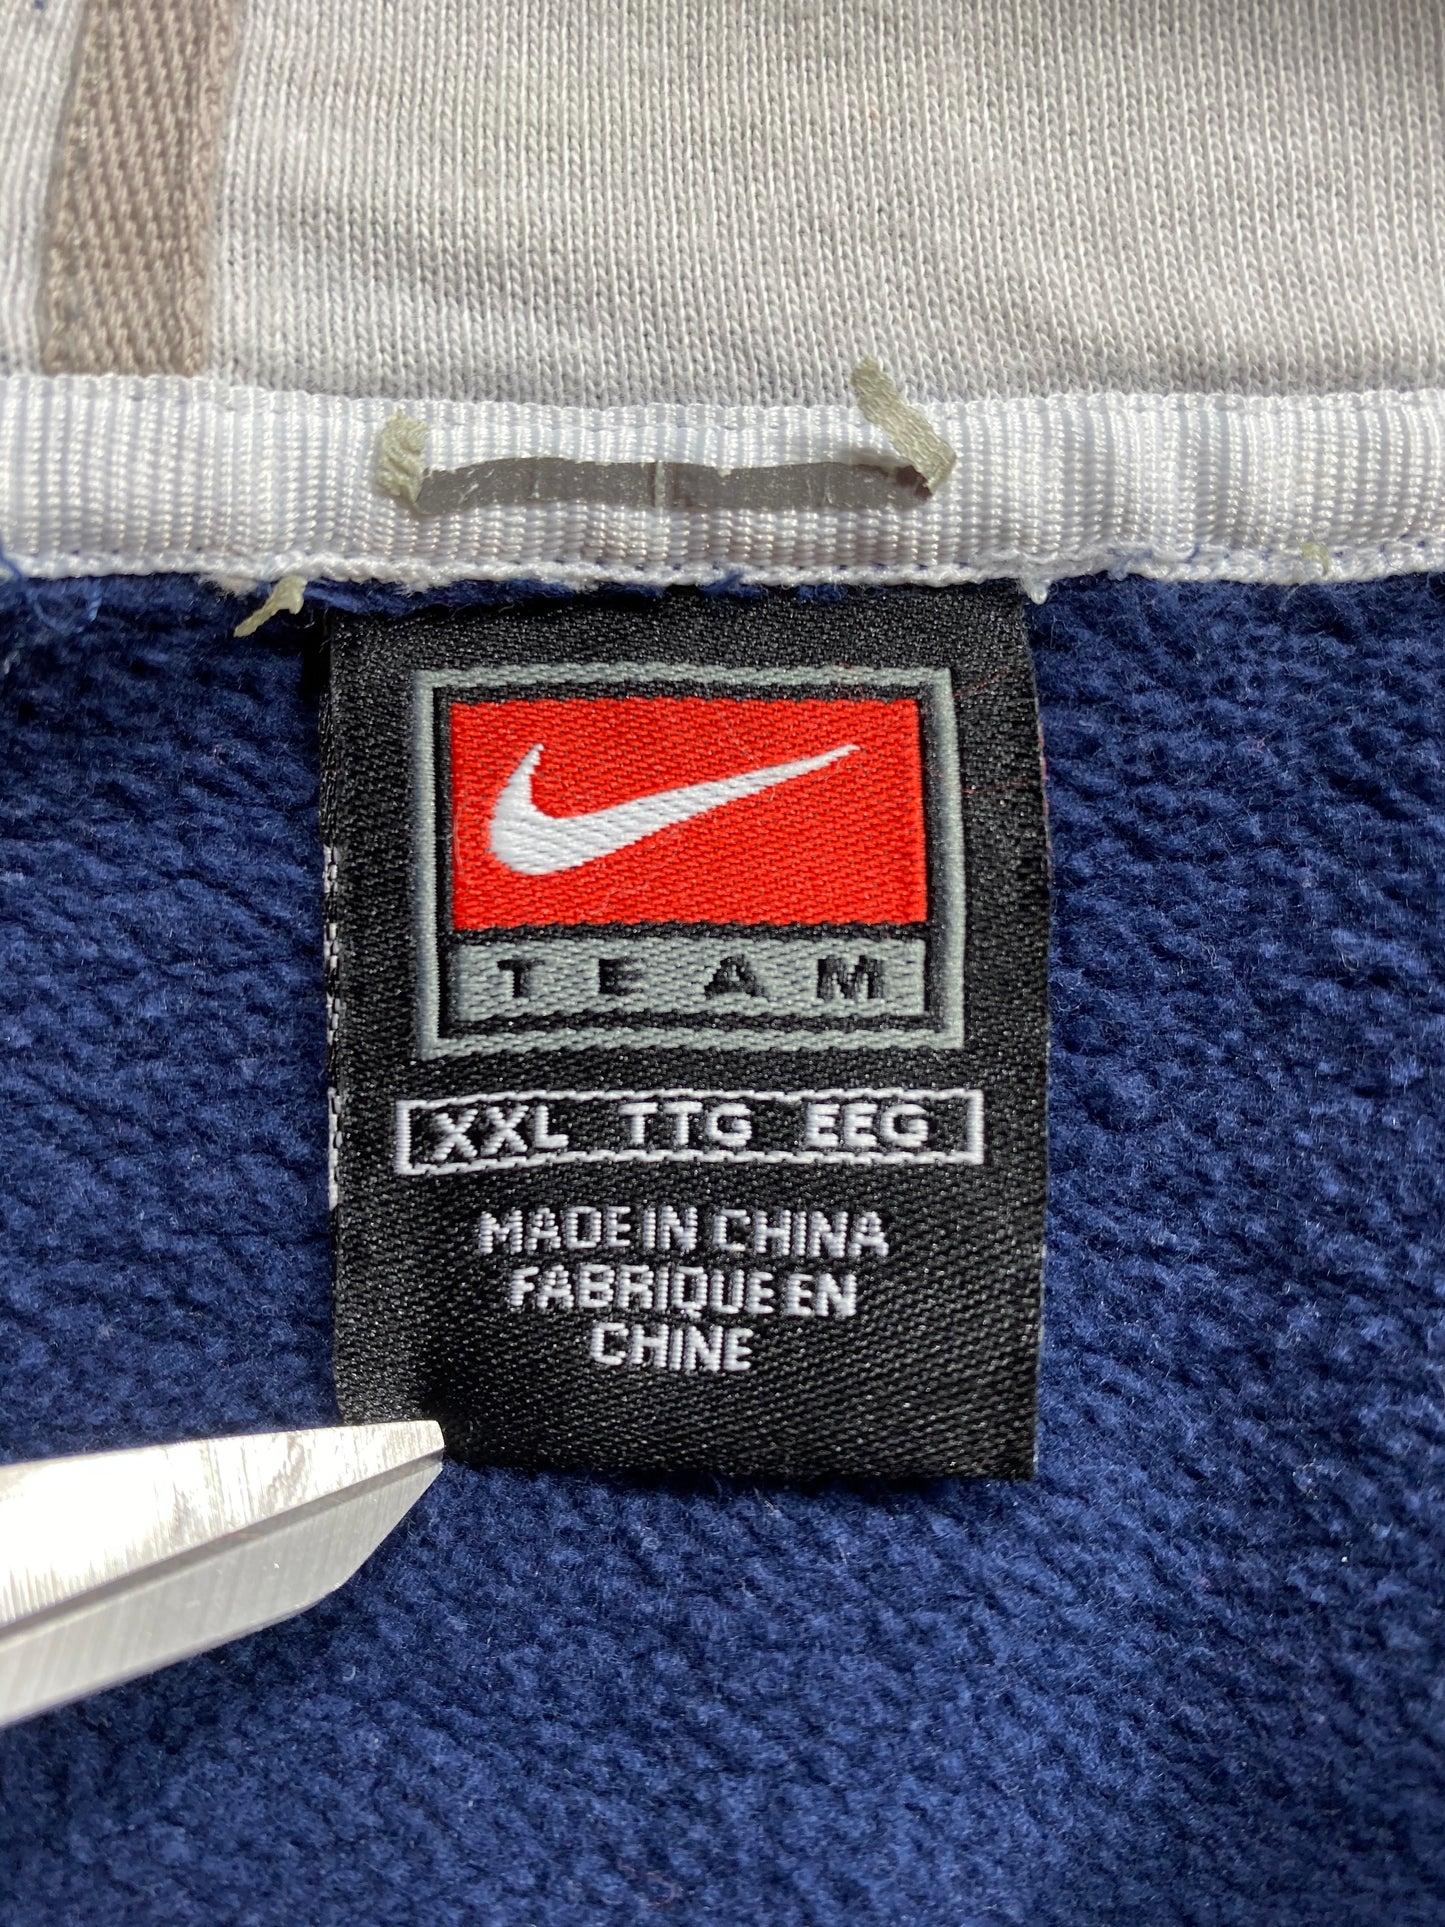 TEAM
XXL TTG EEG
MADE IN CHINA
FABRIQUE EN
CHINE